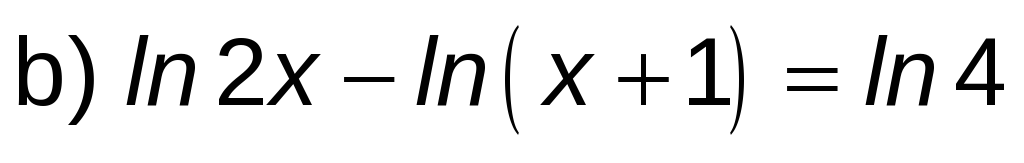 b) ln 2x − ln( x + 1) = ln 4